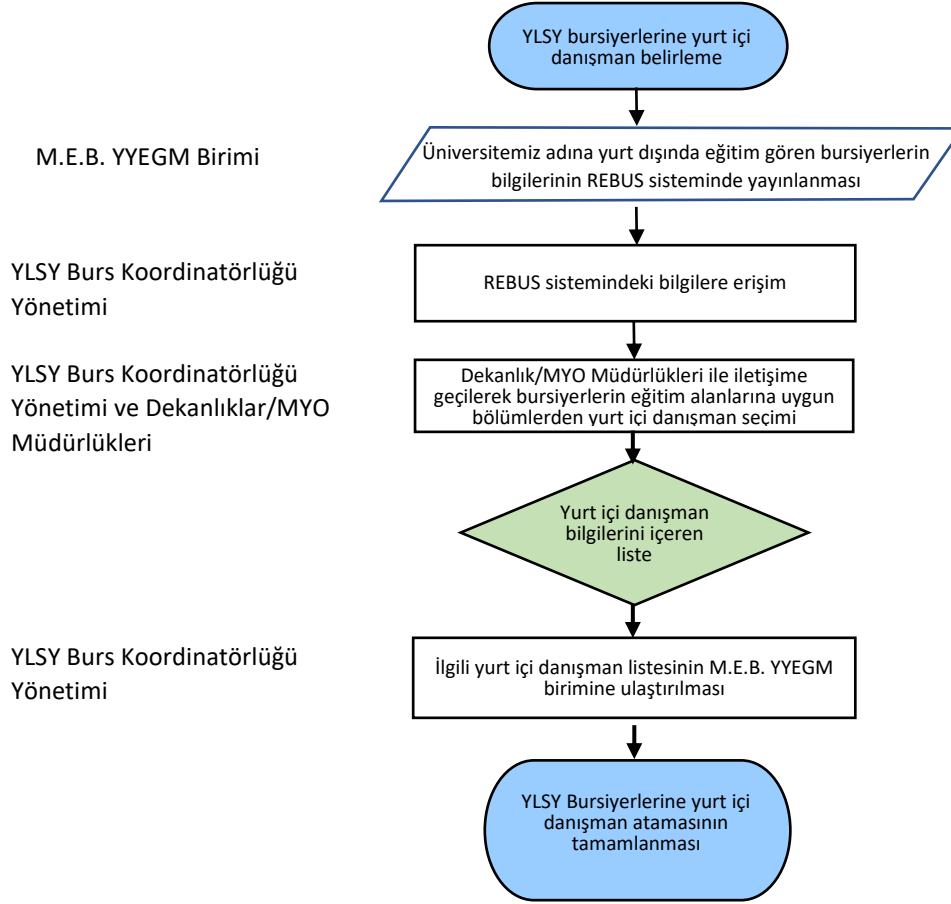 YLSY bursiyerlerine yurt içi
danışman belirleme
M.E.B. YYEGM Birimi
Üniversitemiz adına yurt dışında eğitim gören bursiyerlerin
bilgilerinin REBUS sisteminde yayınlanması
YLSY Burs Koordinatörlüğü
Yönetimi
REBUS sistemindeki bilgilere erişim
YLSY Burs Koordinatörlüğü
Yönetimi ve Dekanlıklar/MYO
Müdürlükleri
Dekanlık/MYO Müdürlükleri ile iletişime
geçilerek bursiyerlerin eğitim alanlarına uygun
bölümlerden yurt içi danışman seçimi
Yurt içi danışman
bilgilerini içeren
liste
YLSY Burs Koordinatörlüğü
Yönetimi
İlgili yurt içi danışman listesinin M.E.B. YYEGM
birimine ulaştırılması
YLSY Bursiyerlerine yurt içi
danışman atamasının
tamamlanması